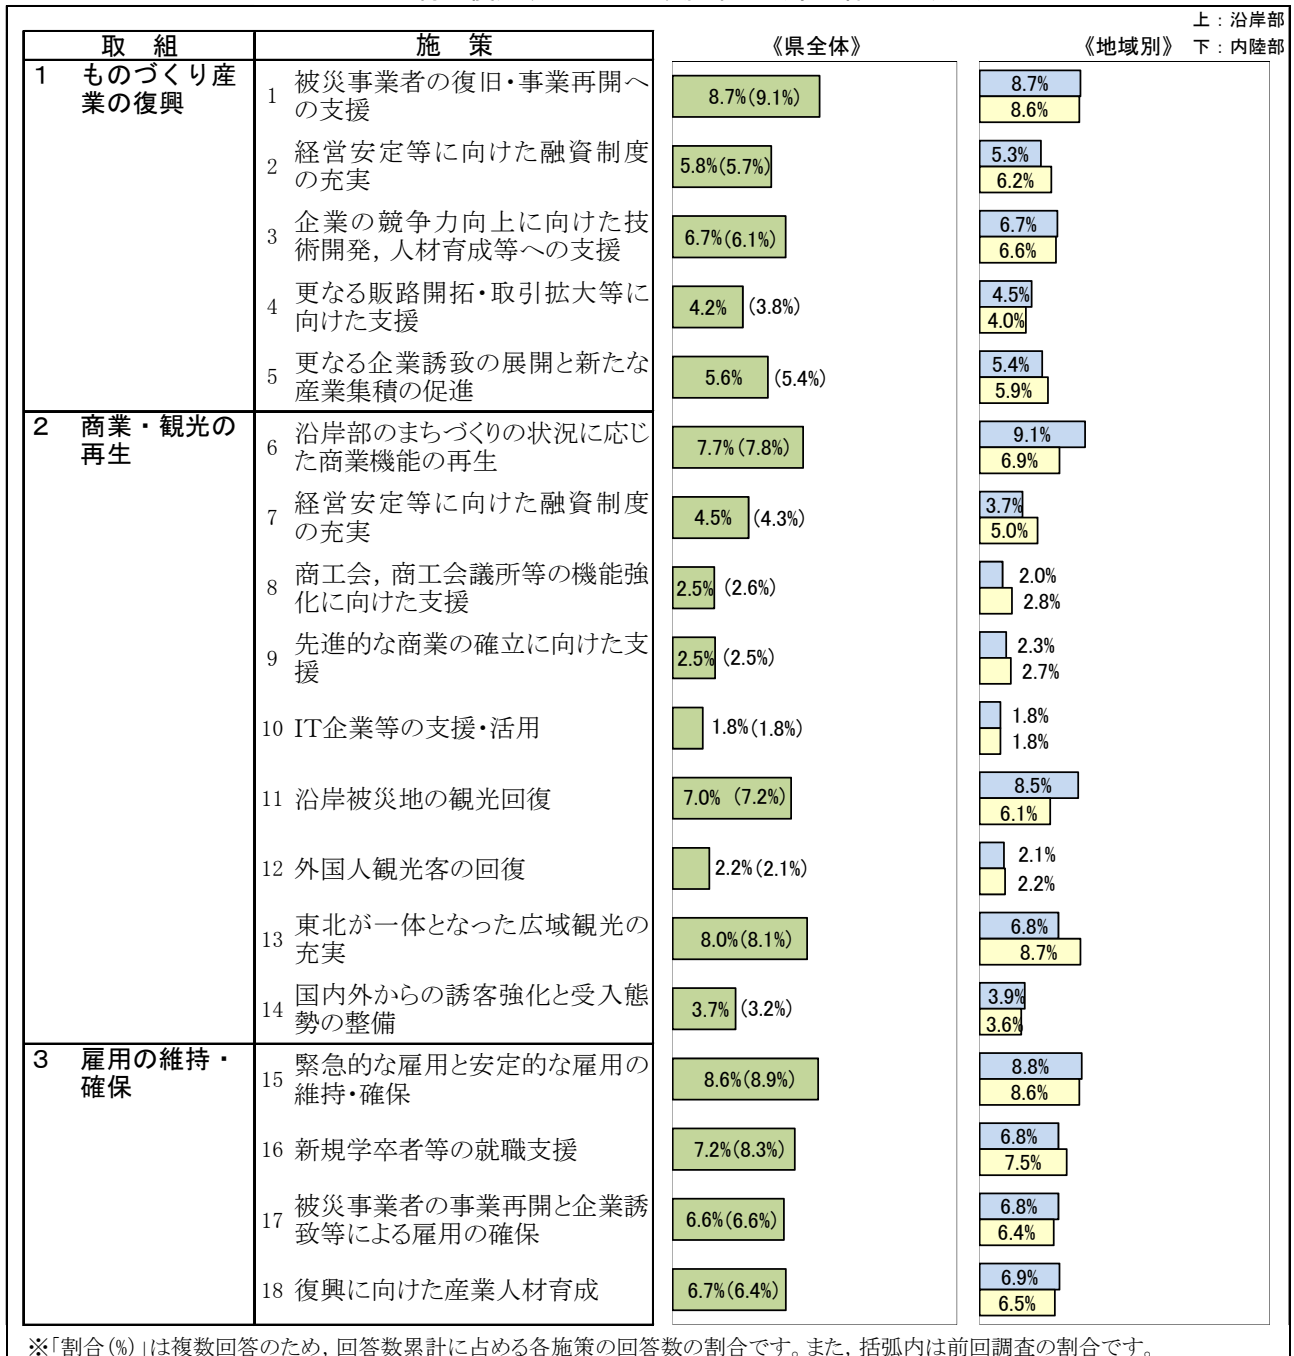 上：沿岸部
取　組
施　策
《県全体》
《地域別》
下：内陸部
1　ものづくり産
業の復興
1 被災事業者の復旧・事業再開へ
の支援
8.7%(9.1%)
8.7%
8.6%
2 経営安定等に向けた融資制度
の充実
5.8%(5.7%)
5.3%
6.2%
3 企業の競争力向上に向けた技
術開発，人材育成等への支援
6.7%(6.1%)
6.7%
6.6%
4 更なる販路開拓・取引拡大等に
向けた支援
4.2% (3.8%)
4.5%
4.0%
5 更なる企業誘致の展開と新たな
産業集積の促進
5.6% (5.4%)
5.4%
5.9%
2　商業・観光の
再生
6 沿岸部のまちづくりの状況に応じ
た商業機能の再生
7.7%(7.8%)
9.1%
6.9%
7 経営安定等に向けた融資制度
の充実
4.5% (4.3%)
3.7%
5.0%
8 商工会，商工会議所等の機能強
化に向けた支援
2.5% (2.6%)
2.0%
2.8%
9 先進的な商業の確立に向けた支
援
2.5% (2.5%)
2.3%
2.7%
10 IT企業等の支援・活用
1.8%(1.8%)
1.8%
1.8%
11 沿岸被災地の観光回復
7.0% (7.2%)
8.5%
6.1%
12 外国人観光客の回復
2.2%(2.1%)
2.1%
2.2%
13 東北が一体となった広域観光の
充実
8.0%(8.1%)
6.8%
8.7%
14 国内外からの誘客強化と受入態
勢の整備
3.7% (3.2%)
3.9%
3.6%
3　雇用の維持・
確保
15 緊急的な雇用と安定的な雇用の
維持・確保
8.6%(8.9%)
8.8%
8.6%
16 新規学卒者等の就職支援
7.2%(8.3%)
6.8%
7.5%
17 被災事業者の事業再開と企業誘
致等による雇用の確保
6.6%(6.6%)
6.8%
6.4%
18 復興に向けた産業人材育成
6.7%(6.4%)
6.9%
6.5%
※「割合(%)」は複数回答のため，回答数累計に占める各施策の回答数の割合です。また，括弧内は前回調査の割合です。